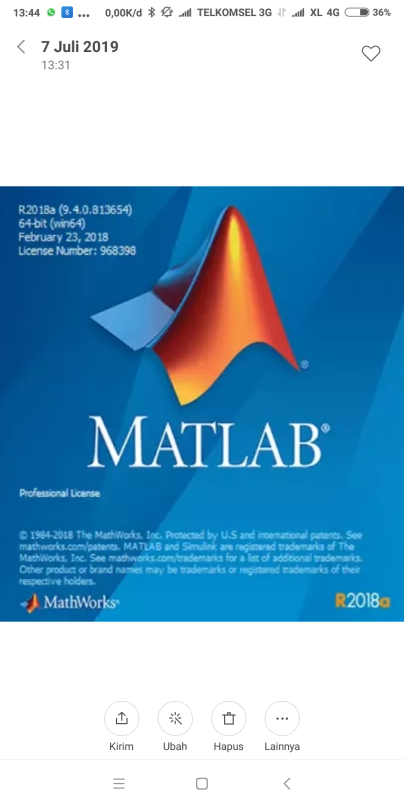 13:44 ... 0,00K/d TELKOMSEL 3G XL 4G 36%
7 Juli 2019
13:31
R2018a (9.4.0.813654)
64-bit (win64)
February 23, 2018
License Number: 968398
MATLAB®
Professional License
© 1984-2018 The MathWorks, Inc. Protected by U.S and international patents. See
mathworks.com/patents. MATLAB and Simulink are registered trademarks of The
MathWorks, Inc. See mathworks.com/trademarks for a list of additional trademarks.
Other product or brand names may be trademarks or registered trademarks of their
respective holders.
MathWorks® R2018a
Kirim Ubah Hapus Lainnya